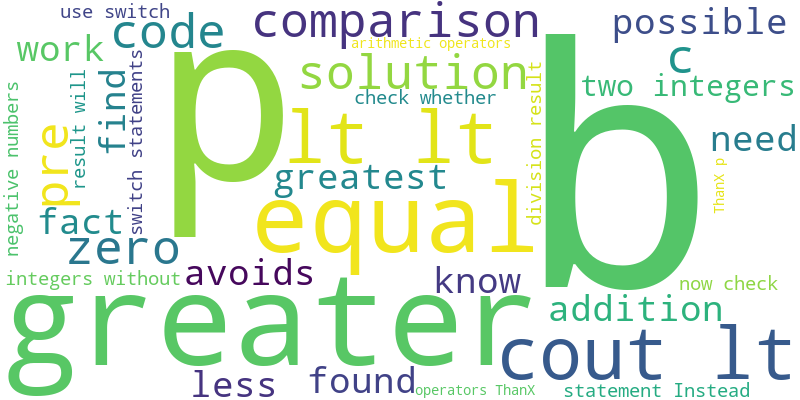 use switch
code
comparison
possible
work
arithmetic operators
c
solution
check whether
two integers
negative numbers
pre
result will
find
switch statements
p
lt lt
b
division result
need
ThanX p
greatest
fact
equal
zero
avoids
know
integers without
now check
greater
addition
cout lt
less
found
operators ThanX
statement Instead